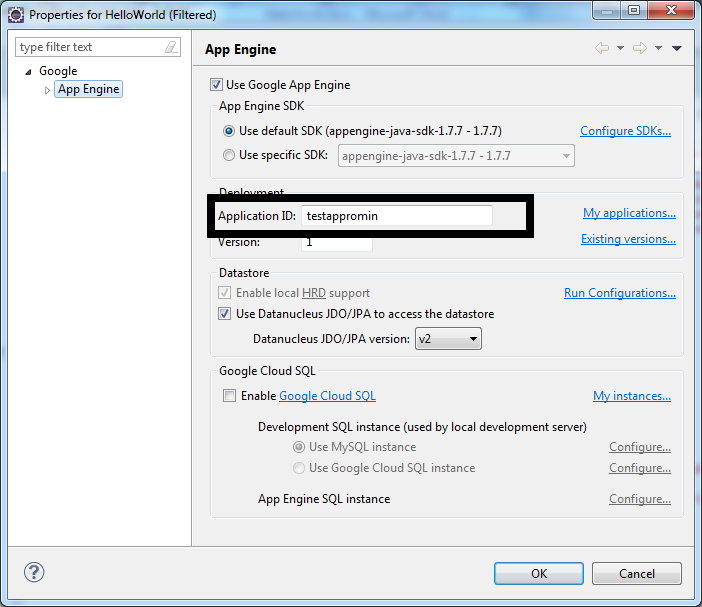 Properties for HelloWorld (Filtered)
type filter text
Google
App Engine
App Engine
Use Google App Engine
App Engine SDK
Use default SDK (appengine-java-sdk-1.7.7 - 1.7.7) Configure SDKs...
Use specific SDK: appengine-java-sdk-1.7.7 - 1.7.7
Deployment
Application ID: testappromin My applications...
Version: 1 Existing versions...
Datastore
Enable local HRD support Run Configurations...
Use Datanucleus JDO/JPA to access the datastore
Datanucleus JDO/JPA version: v2
Google Cloud SQL
Enable Google Cloud SQL My instances...
Development SQL instance (used by local development server)
Use MySQL instance Configure...
Use Google Cloud SQL instance Configure...
App Engine SQL instance Configure...
? OK Cancel